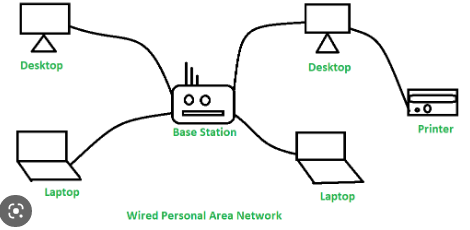 Desktop
Desktop
Base Station
Printer
Laptop
Laptop
Wired Personal Area Network